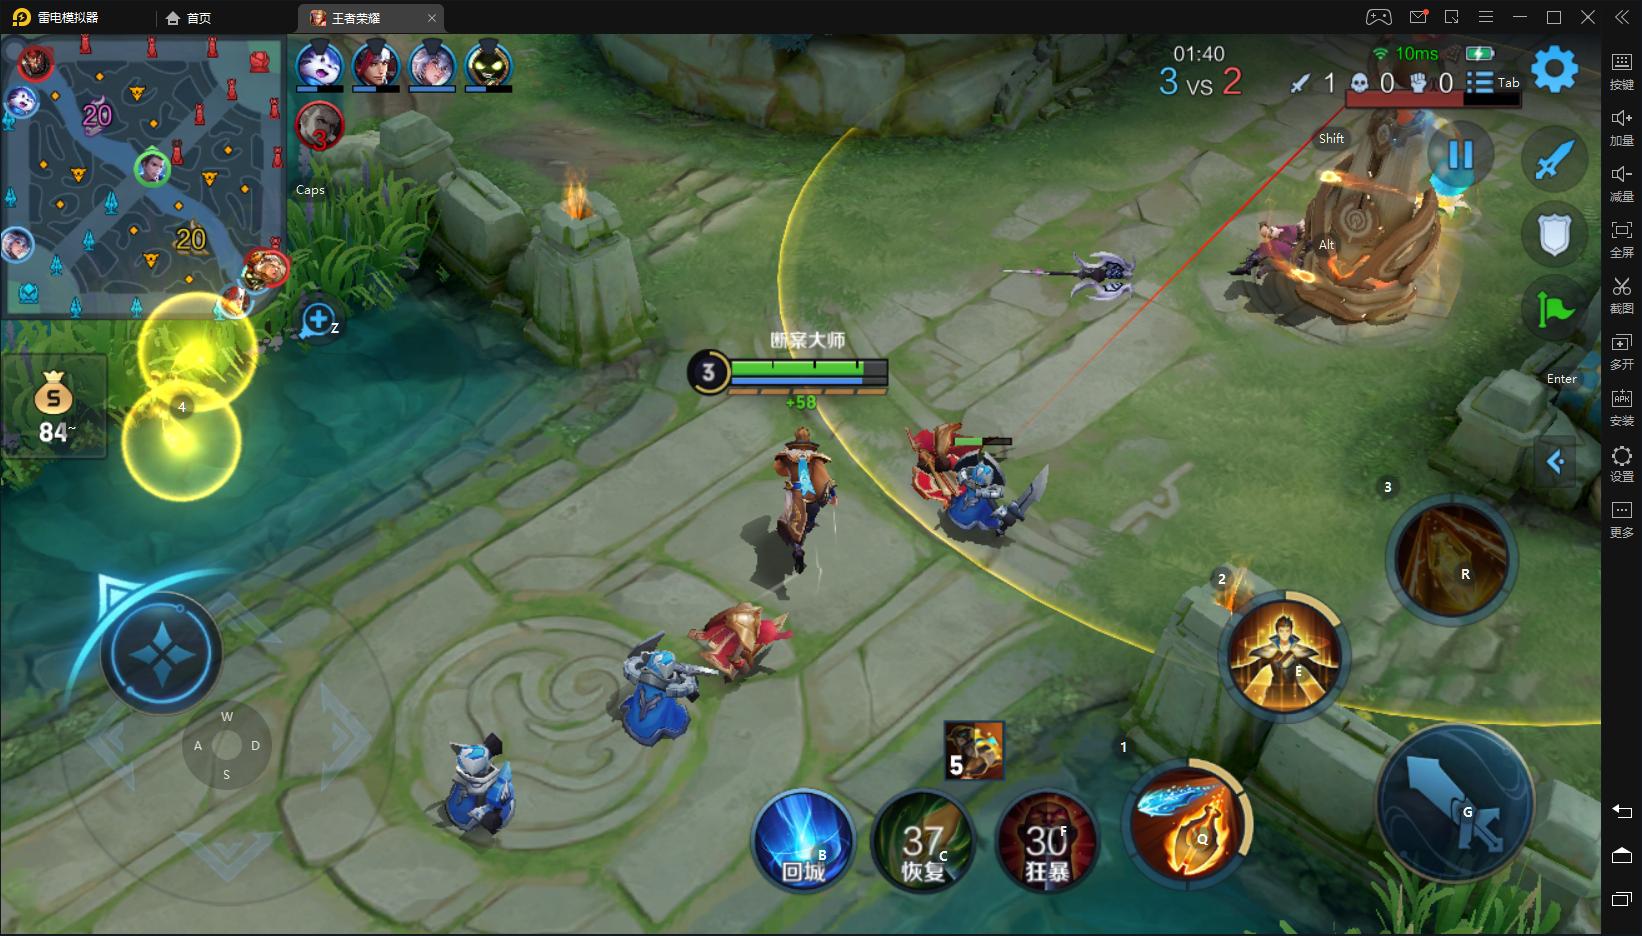 雷电模拟器
首页
王者荣耀
01:40
3 vs 2
10ms
1 0 0
Tab
20
3
Caps
Shift
Alt
20
Z
Enter
断案大师
3
+58
84~
4
3
R
2
E
W
A D
S
5
1
G
37
C
恢复
30
F
狂暴
B
回城
Q
按键
加量
减量
全屏
截图
多开
APK
安装
设置
更多